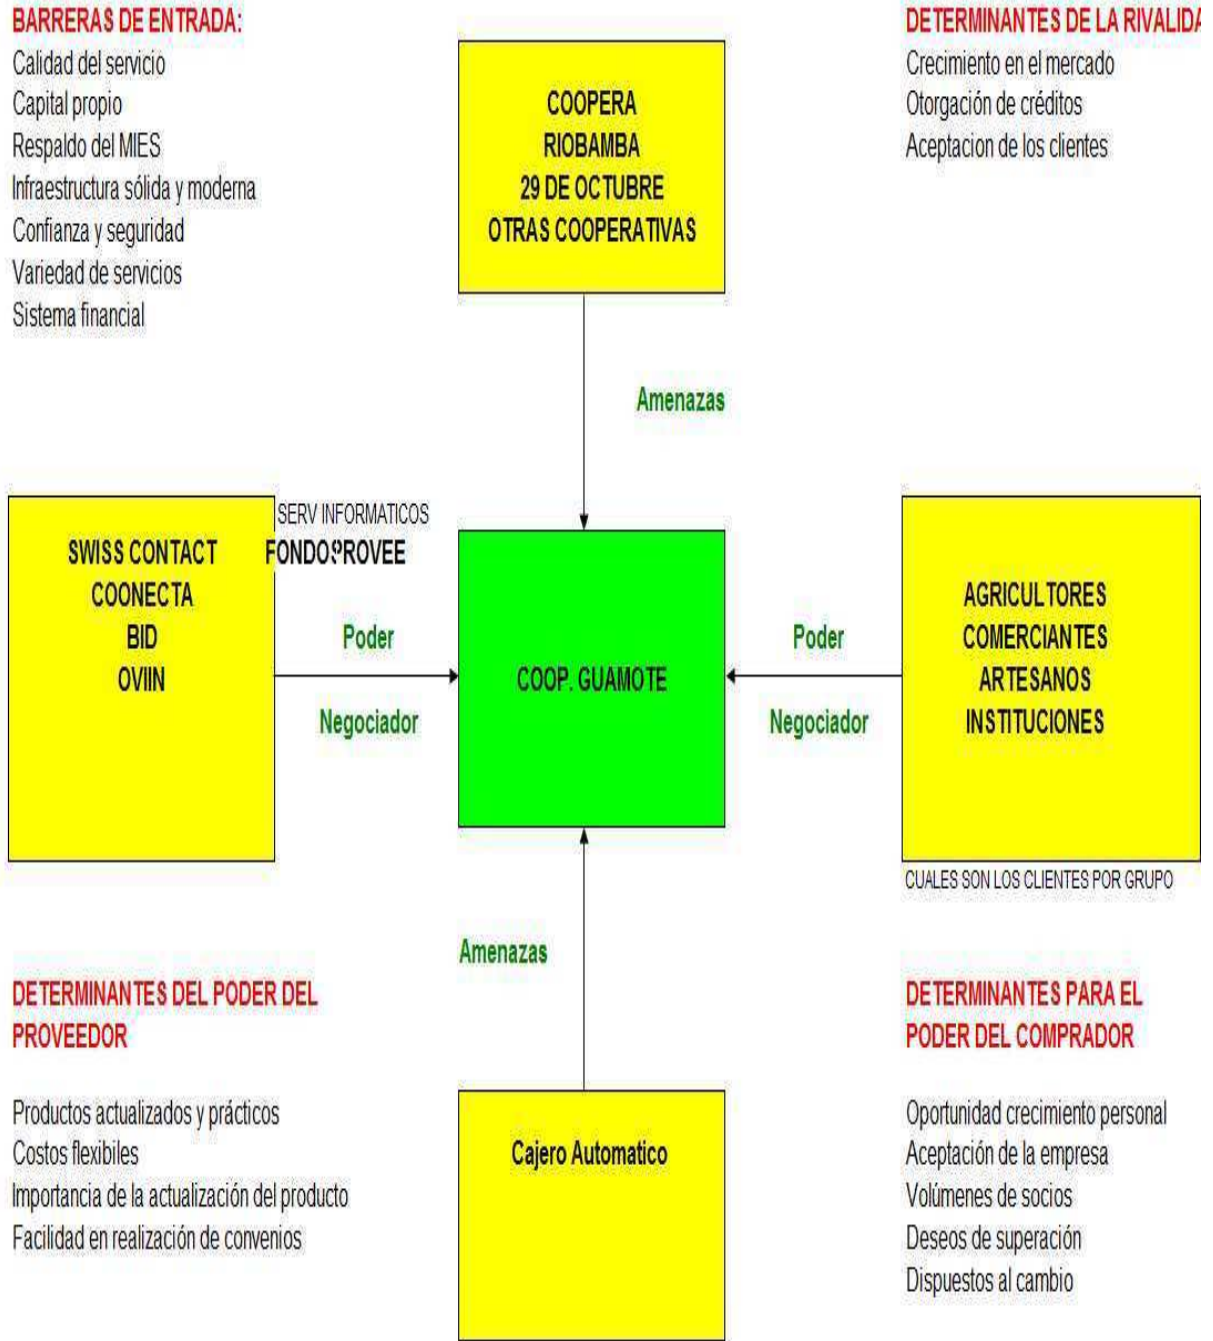 BARRERAS DE ENTRADA:
Calidad del servicio
Capital propio
Respaldo del MIES
Infraestructura sólida y moderna
Confianza y seguridad
Variedad de servicios
Sistema financial
COOPERA
RIOBAMBA
29 DE OCTUBRE
OTRAS COOPERATIVAS
DETERMINANTES DE LA RIVALIDA
Crecimiento en el mercado
Otorgación de créditos
Aceptacion de los clientes
Amenazas
SWISS CONTACT
COONECTA
BID
OVIIN
SERV INFORMATICOS
Poder
Negociador
COOP. GUAMOTE
Poder
Negociador
AGRICULTORES
COMERCIANTES
ARTESANOS
INSTITUCIONES
CUALES SON LOS CLIENTES POR GRUPO
Amenazas
DETERMINANTES DEL PODER DEL
PROVEEDOR
Productos actualizados y prácticos
Costos flexibles
Importancia de la actualización del producto
Facilidad en realización de convenios
Cajero Automatico
DETERMINANTES PARA EL
PODER DEL COMPRADOR
Oportunidad crecimiento personal
Aceptación de la empresa
Volúmenes de socios
Deseos de superación
Dispuestos al cambio